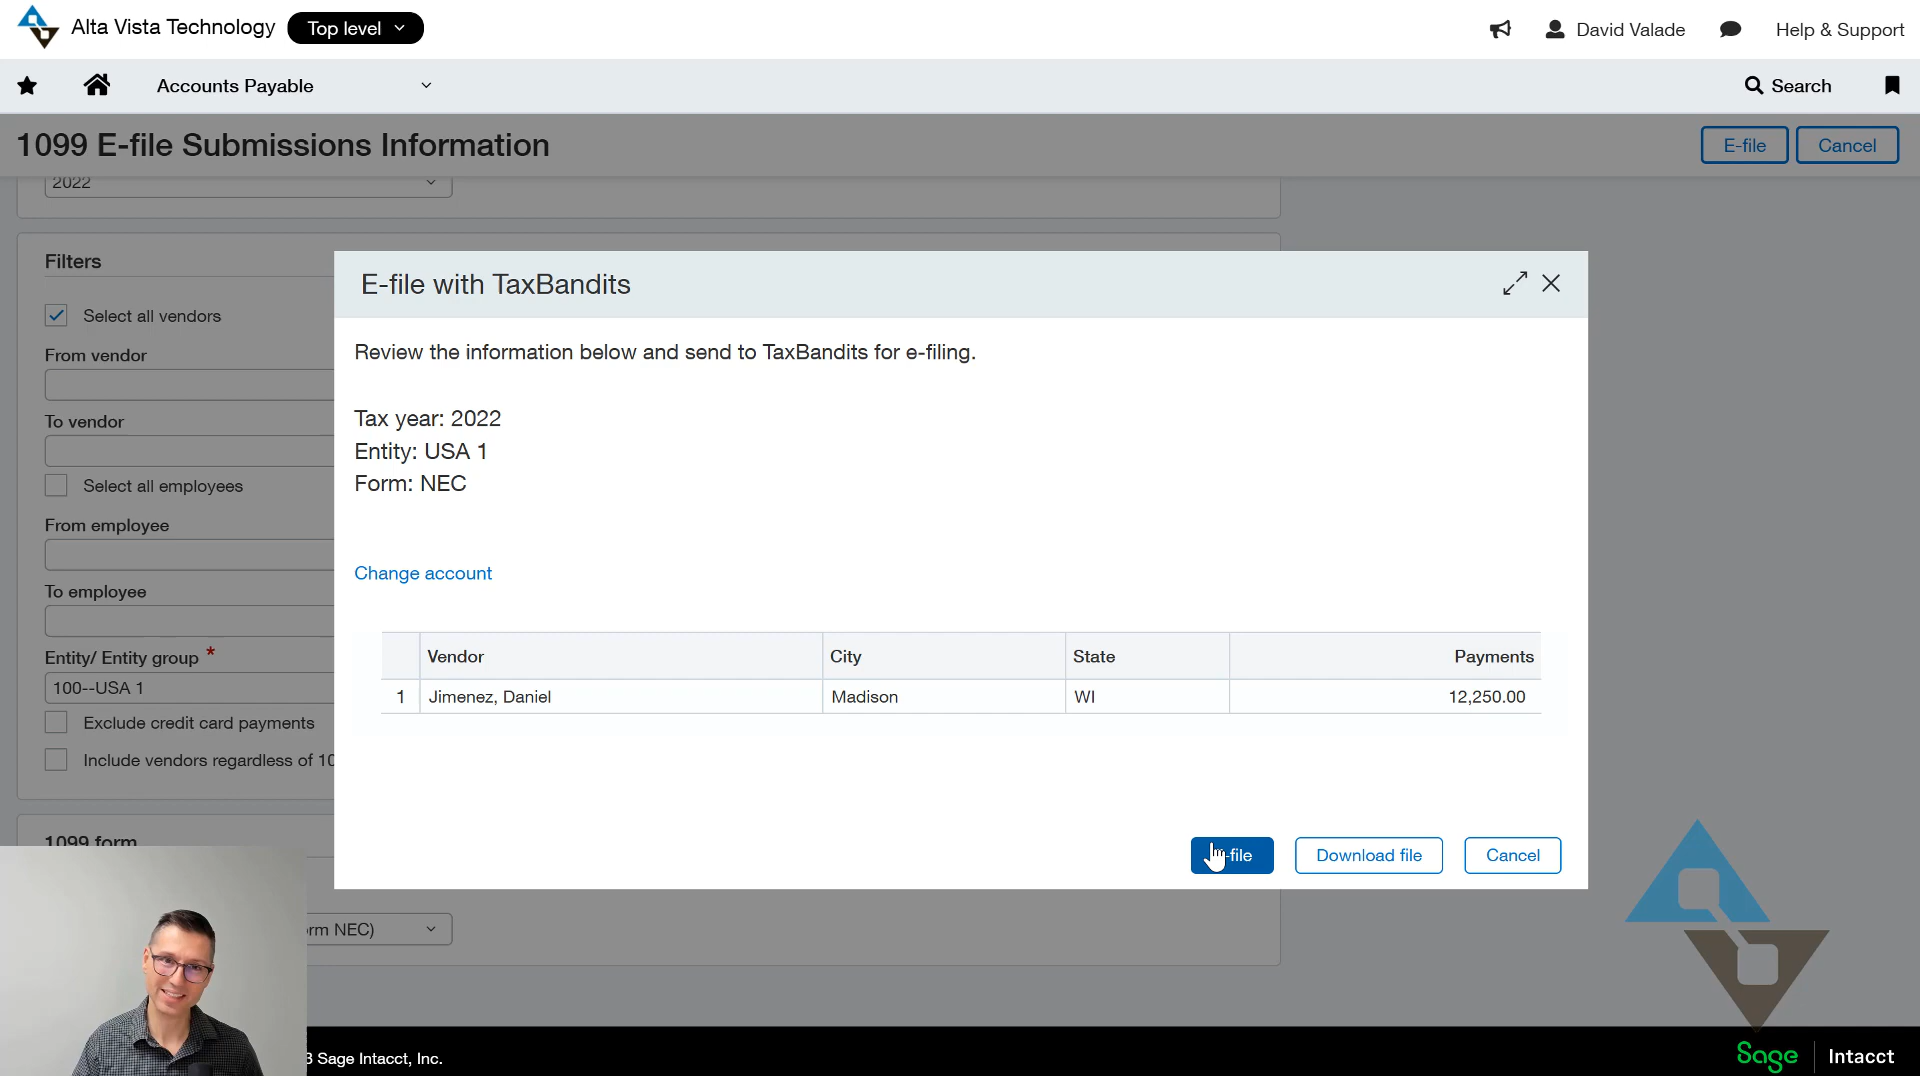 Alta Vista Technology
Top level
David Valade
Help & Support
Accounts Payable
Search
1099 E-file Submissions Information
E-file
Cancel
2022
Filters
Select all vendors
From vendor
To vendor
Select all employees
From employee
To employee
Entity/ Entity group *
100--USA 1
Exclude credit card payments
Include vendors regardless of 10
1099 form
rm NEC)
E-file with TaxBandits
Review the information below and send to TaxBandits for e-filing.
Tax year: 2022
Entity: USA 1
Form: NEC
Change account
Vendor City State Payments
1 Jimenez, Daniel Madison WI 12,250.00
-file
Download file
Cancel
3 Sage Intacct, Inc.
Sage Intacct